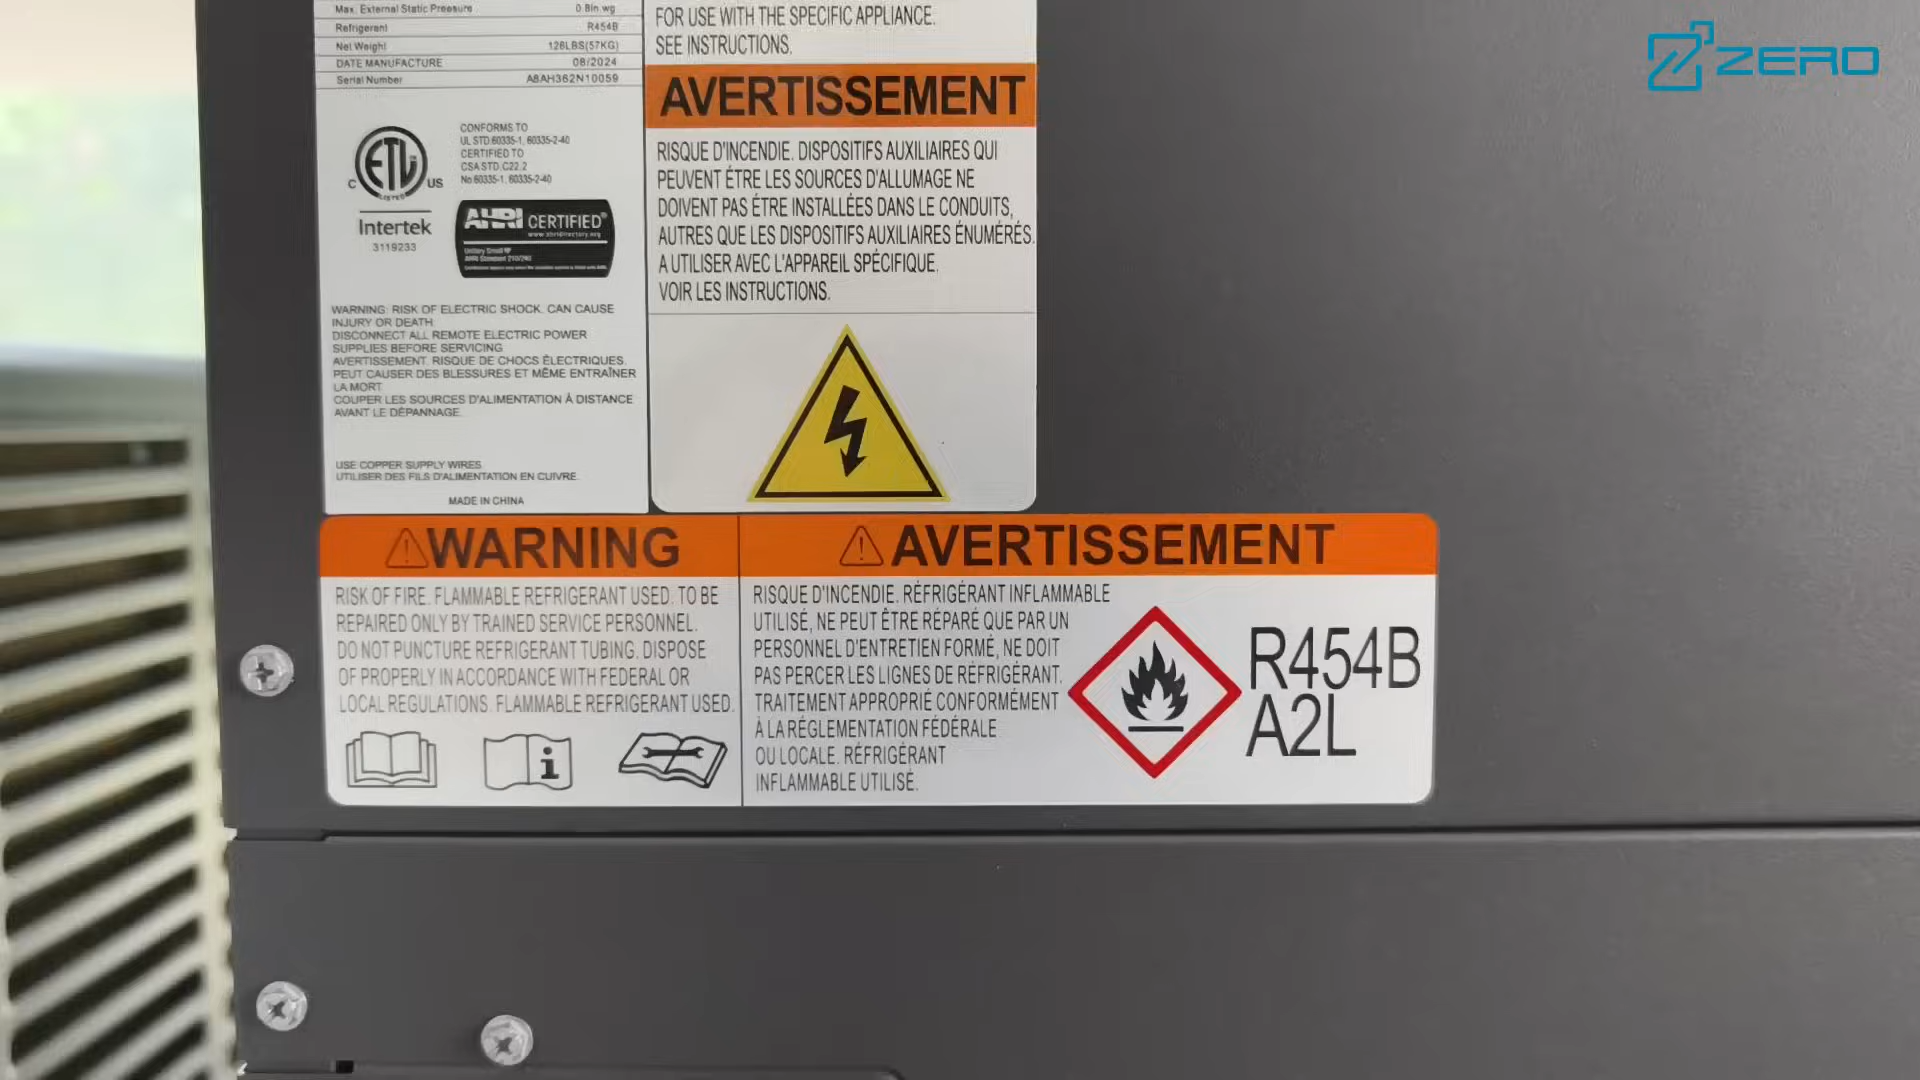 Max. External Static Pressure 0.8in.wg
Refrigerant R454B
Net Weight 126LBS(57KG)
DATE MANUFACTURE 08/2024
Serial Number A8AH362N10059
C ETL US
LISTED
Intertek
3119233
CONFORMS TO
UL STD.60335-1, 60335-2-40
CERTIFIED TO
CSA STD.C22.2
No.60335-1, 60335-2-40
AHRI CERTIFIED®
www.ahridirectory.org
Unitary Small
AHRI Standard 210/240
WARNING: RISK OF ELECTRIC SHOCK. CAN CAUSE
INJURY OR DEATH
DISCONNECT ALL REMOTE ELECTRIC POWER
SUPPLIES BEFORE SERVICING
AVERTISSEMENT. RISQUE DE CHOCS ÉLECTRIQUES.
PEUT CAUSER DES BLESSURES ET MÊME ENTRAÎNER
LA MORT
COUPER LES SOURCES D'ALIMENTATION À DISTANCE
AVANT LE DÉPANNAGE.
USE COPPER SUPPLY WIRES
UTILISER DES FILS D'ALIMENTATION EN CUIVRE.
MADE IN CHINA
FOR USE WITH THE SPECIFIC APPLIANCE.
SEE INSTRUCTIONS.
AVERTISSEMENT
RISQUE D'INCENDIE. DISPOSITIFS AUXILIAIRES QUI
PEUVENT ÉTRE LES SOURCES D'ALLUMAGE NE
DOIVENT PAS ÉTRE INSTALLÉES DANS LE CONDUITS,
AUTRES QUE LES DISPOSITIFS AUXILIAIRES ÉNUMÉRÉS.
A UTILISER AVEC L'APPAREIL SPÉCIFIQUE.
VOIR LES INSTRUCTIONS.
WARNING
RISK OF FIRE. FLAMMABLE REFRIGERANT USED. TO BE
REPAIRED ONLY BY TRAINED SERVICE PERSONNEL.
DO NOT PUNCTURE REFRIGERANT TUBING. DISPOSE
OF PROPERLY IN ACCORDANCE WITH FEDERAL OR
LOCAL REGULATIONS. FLAMMABLE REFRIGERANT USED.
AVERTISSEMENT
RISQUE D'INCENDIE. RÉFRIGÉRANT INFLAMMABLE
UTILISÉ, NE PEUT ÊTRE RÉPARÉ QUE PAR UN
PERSONNEL D'ENTRETIEN FORMÉ, NE DOIT
PAS PERCER LES LIGNES DE RÉFRIGÉRANT.
TRAITEMENT APPROPRIÉ CONFORMÉMENT
À LA RÉGLEMENTATION FÉDÉRALE
OU LOCALE. RÉFRIGÉRANT
INFLAMMABLE UTILISÉ.
R454B
A2L
ZERO